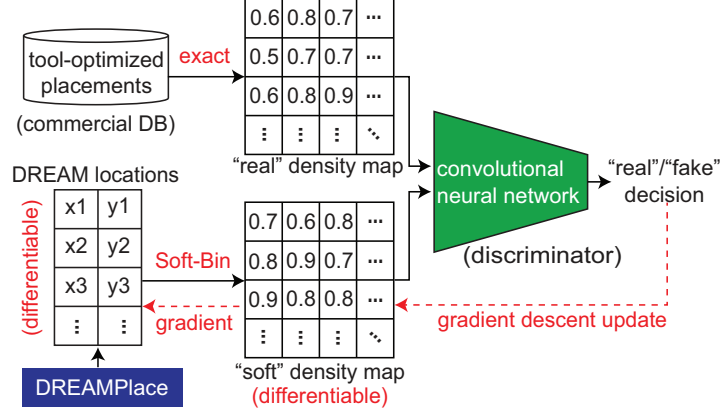 tool-optimized
placements
(commercial DB)
exact
0.6 0.8 0.7 ...
0.5 0.7 0.7 ...
0.6 0.8 0.9 ...
⋮ ⋮ ⋮ ⋱
“real” density map
DREAM locations
(differentiable)
x1 y1
x2 y2
x3 y3
⋮ ⋮
DREAMPlace
Soft-Bin
gradient
0.7 0.6 0.8 ...
0.8 0.9 0.7 ...
0.9 0.8 0.8 ...
⋮ ⋮ ⋮ ⋱
“soft” density map
(differentiable)
convolutional
neural network
(discriminator)
“real”/“fake”
decision
gradient descent update